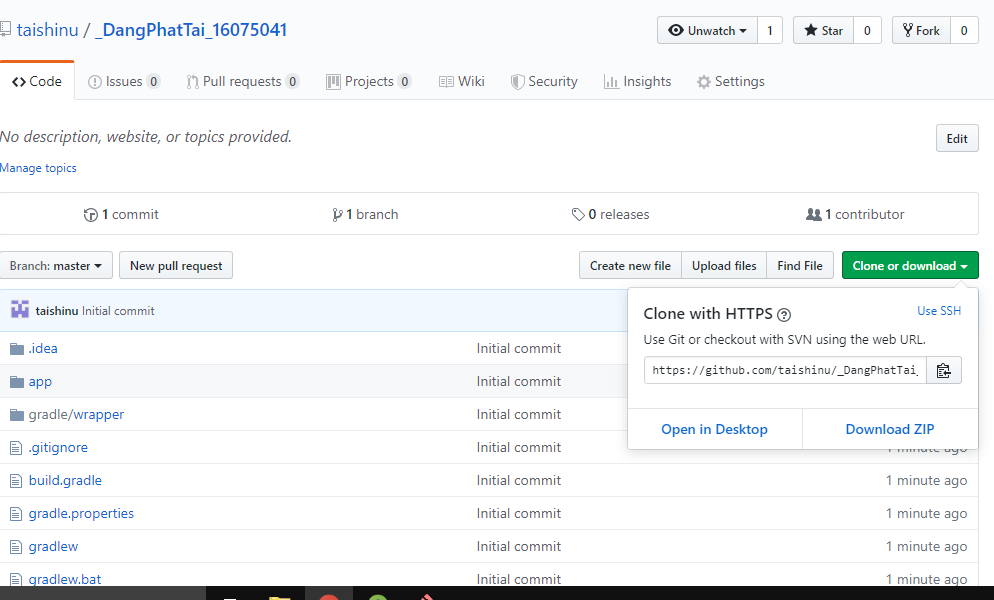 taishinu / _DangPhatTai_16075041
Unwatch 1 Star 0 Fork 0
Code Issues 0 Pull requests 0 Projects 0 Wiki Security Insights Settings
No description, website, or topics provided. Edit
Manage topics
1 commit 1 branch 0 releases 1 contributor
Branch: master New pull request Create new file Upload files Find File Clone or download
taishinu Initial commit
Clone with HTTPS ? Use SSH
Use Git or checkout with SVN using the web URL.
https://github.com/taishinu/_DangPhatTai_
Open in Desktop Download ZIP
.idea Initial commit
app Initial commit
gradle/wrapper Initial commit
.gitignore Initial commit 1 minute ago
build.gradle Initial commit 1 minute ago
gradle.properties Initial commit 1 minute ago
gradlew Initial commit 1 minute ago
gradlew.bat Initial commit 1 minute ago